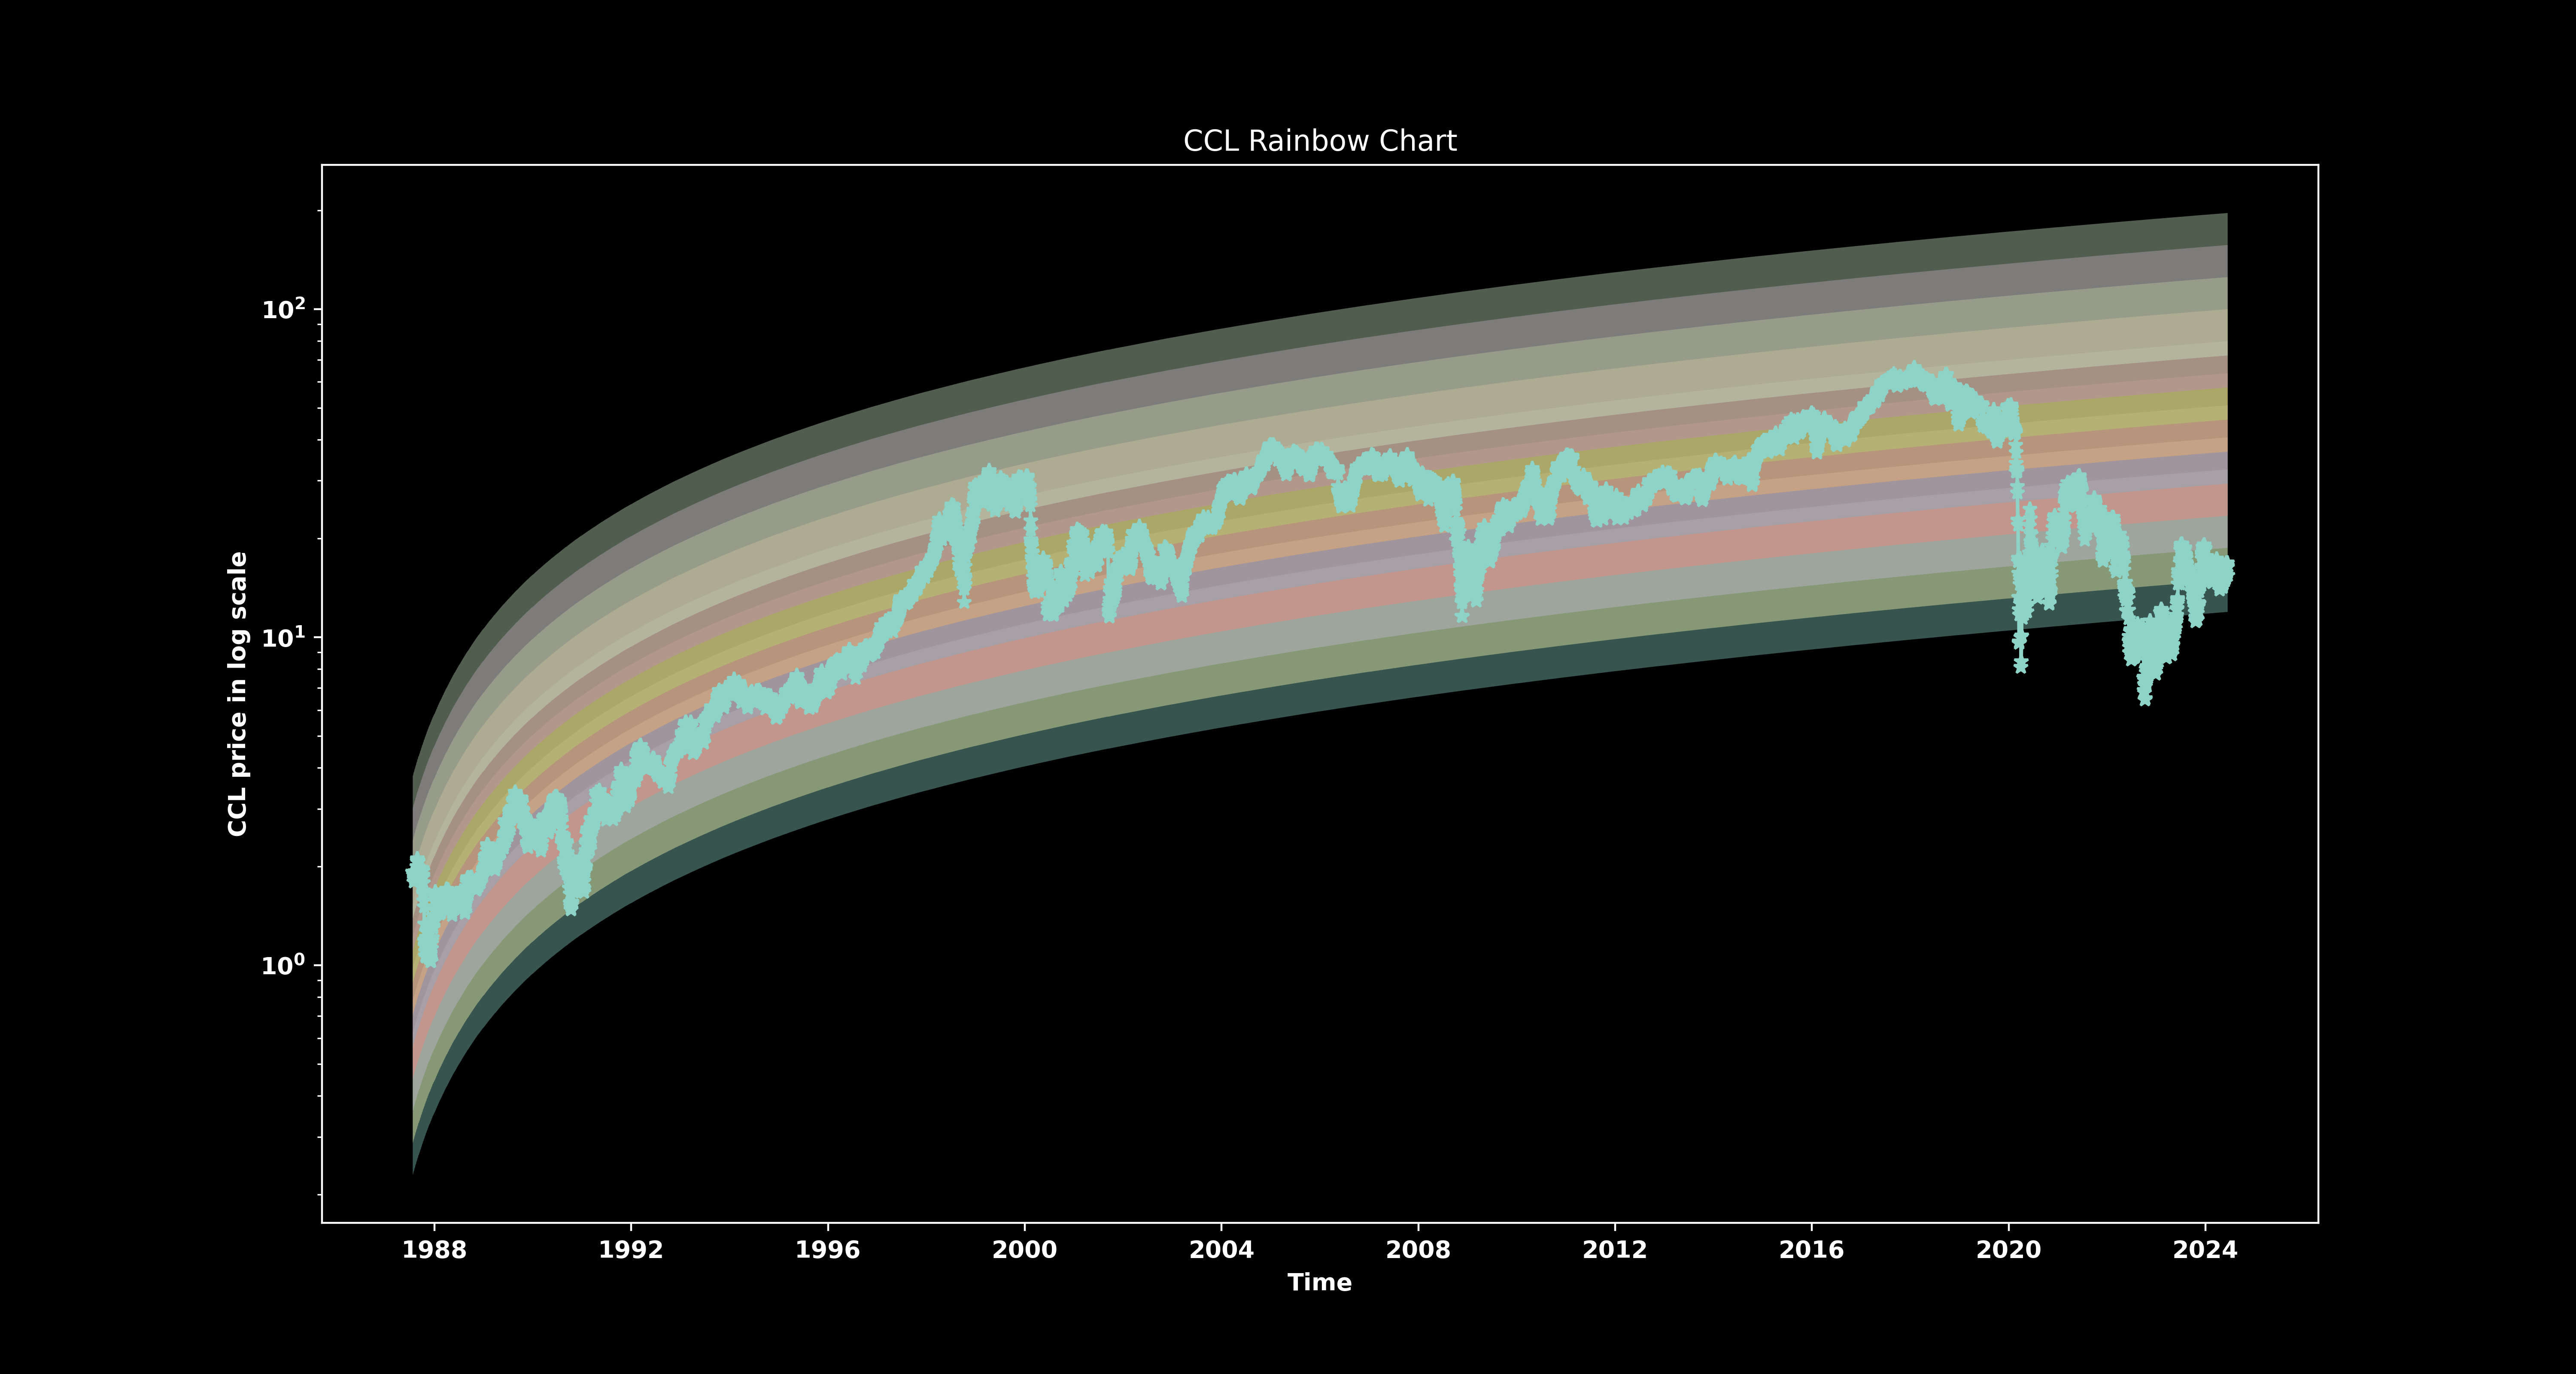 CCL Rainbow Chart
CCL price in log scale
10²
10¹
10⁰
1988 1992 1996 2000 2004 2008 2012 2016 2020 2024
Time